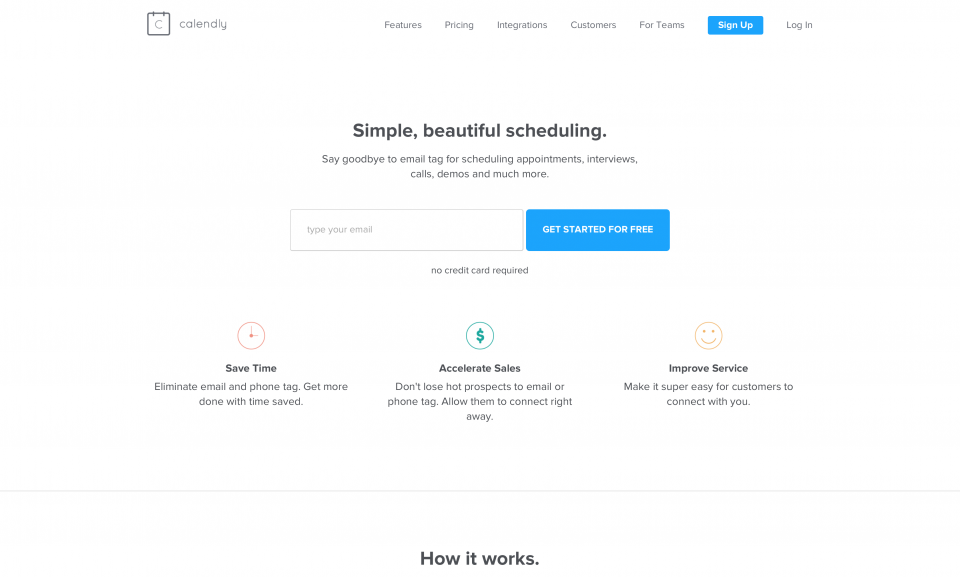 C calendly
Features Pricing Integrations Customers For Teams Sign Up Log In
Simple, beautiful scheduling.
Say goodbye to email tag for scheduling appointments, interviews,
calls, demos and much more.
type your email GET STARTED FOR FREE
no credit card required
$
Save Time
Eliminate email and phone tag. Get more
done with time saved.
Accelerate Sales
Don't lose hot prospects to email or
phone tag. Allow them to connect right
away.
Improve Service
Make it super easy for customers to
connect with you.
How it works.